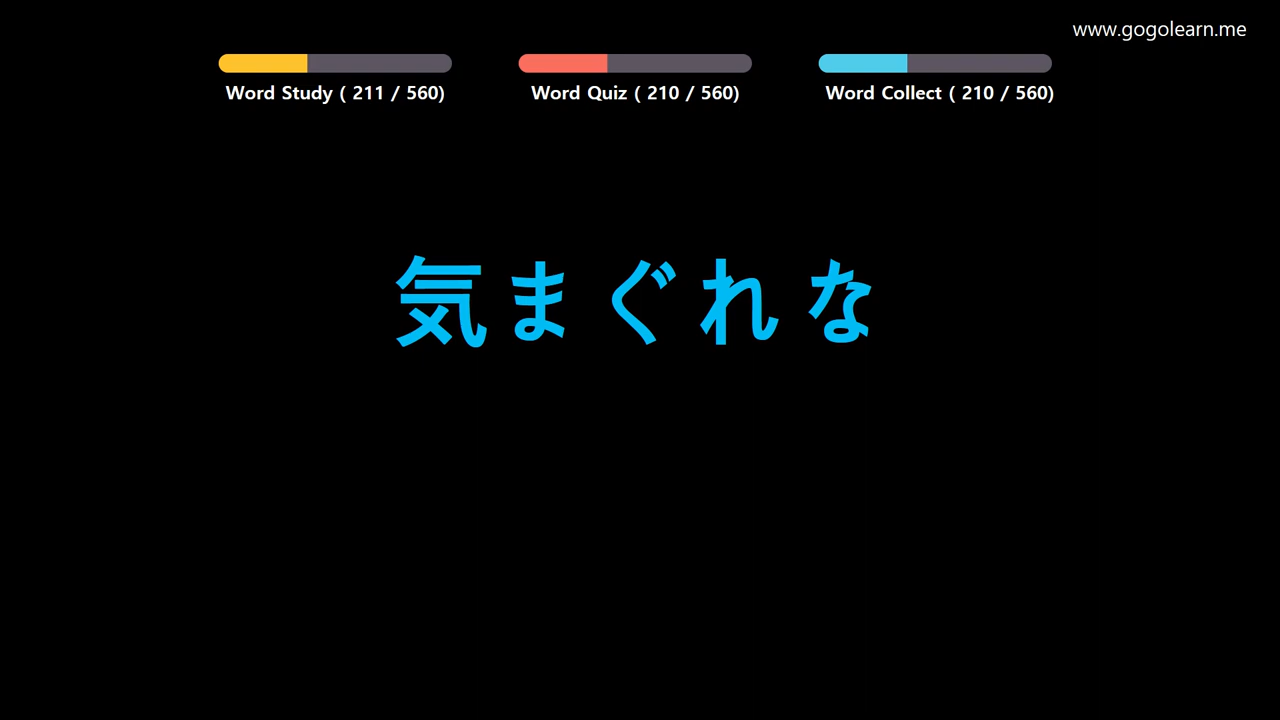 www.gogolearn.me
Word Study ( 211 / 560)
Word Quiz ( 210 / 560)
Word Collect ( 210 / 560)
気まぐれな